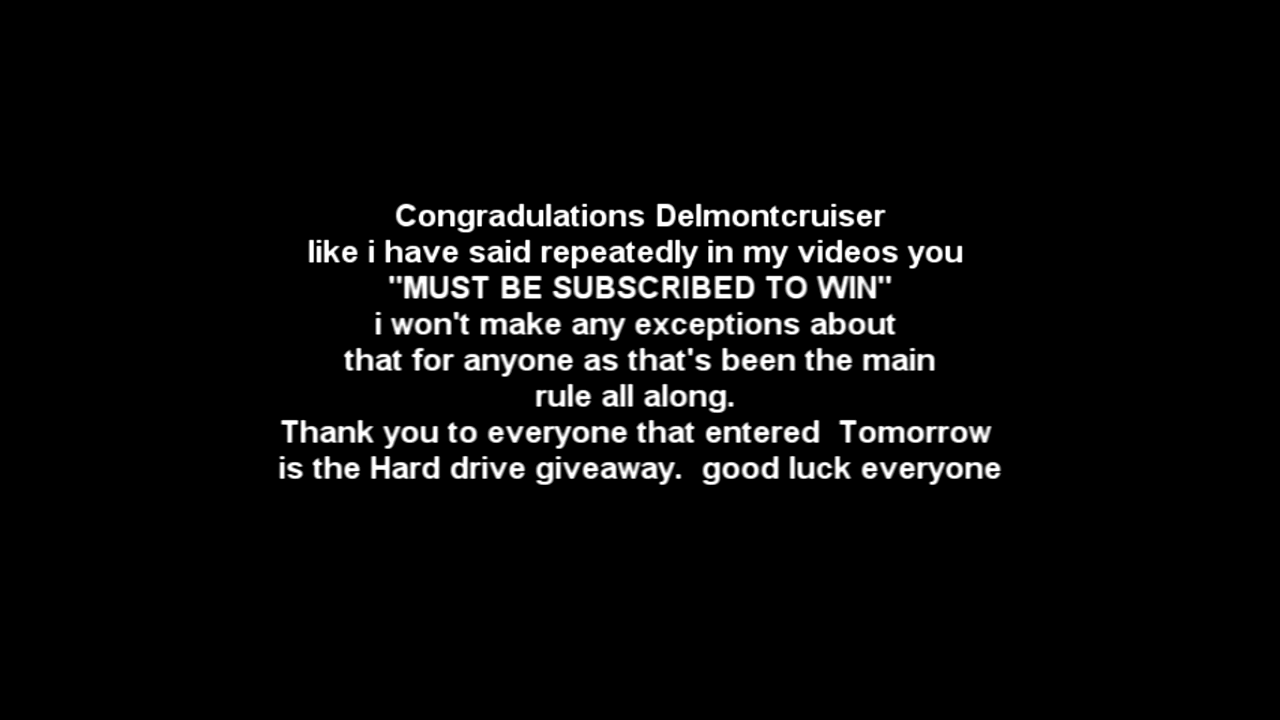 Congradulations Delmontcruiser
like i have said repeatedly in my videos you
"MUST BE SUBSCRIBED TO WIN"
i won't make any exceptions about
that for anyone as that's been the main
rule all along.
Thank you to everyone that entered  Tomorrow
is the Hard drive giveaway.  good luck everyone